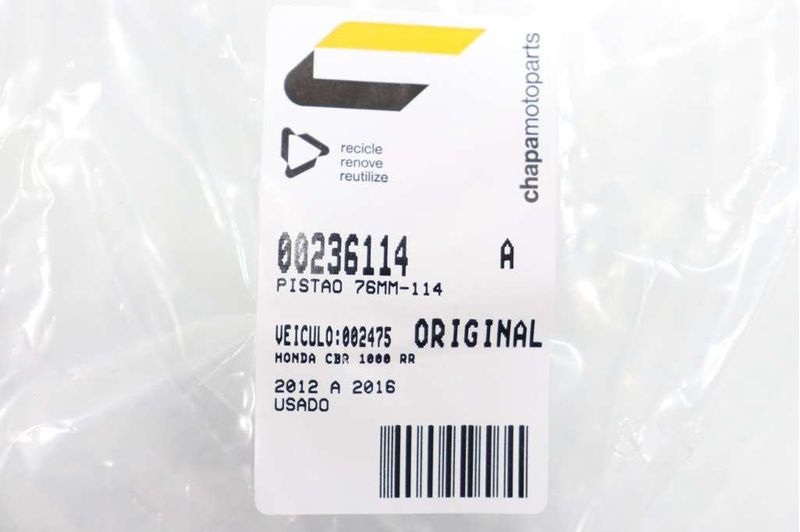 chapamotoparts
recicle
renove
reutilize
00236114 A
PISTAO 76MM-114
VEICULO:002475 ORIGINAL
HONDA CBR 1000 RR
2012 A 2016
USADO